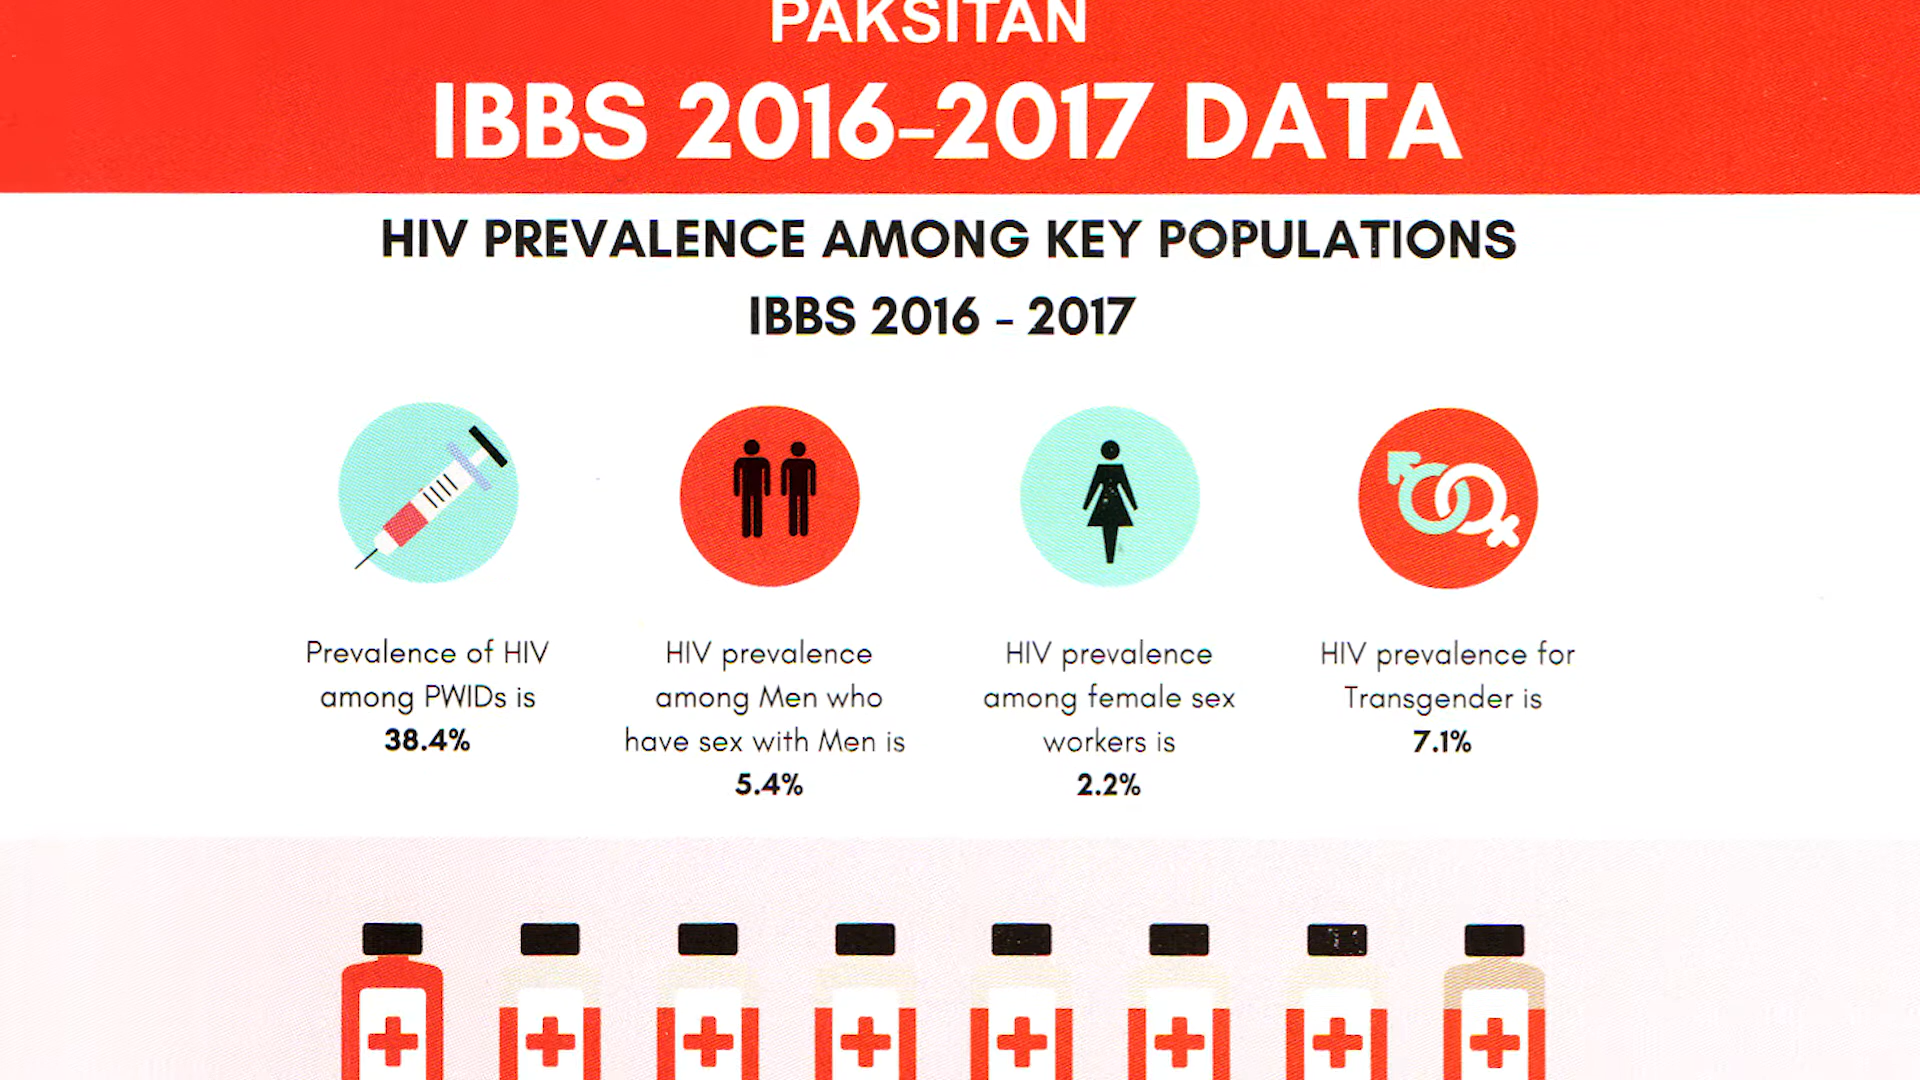 PAKSITAN
IBBS 2016-2017 DATA
HIV PREVALENCE AMONG KEY POPULATIONS
IBBS 2016 - 2017
Prevalence of HIV
among PWIDs is
38.4%
HIV prevalence
among Men who
have sex with Men is
5.4%
HIV prevalence
among female sex
workers is
2.2%
HIV prevalence for
Transgender is
7.1%